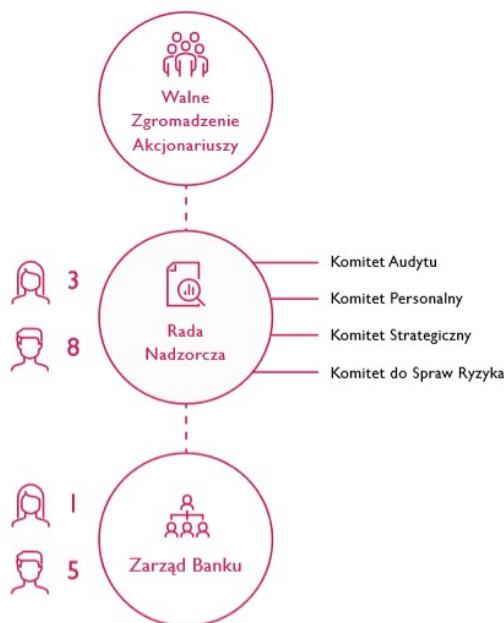 Walne
Zgromadzenie
Akcjonariuszy
3
8
Rada
Nadzorcza
Komitet Audytu
Komitet Personalny
Komitet Strategiczny
Komitet do Spraw Ryzyka
1
5
Zarząd Banku